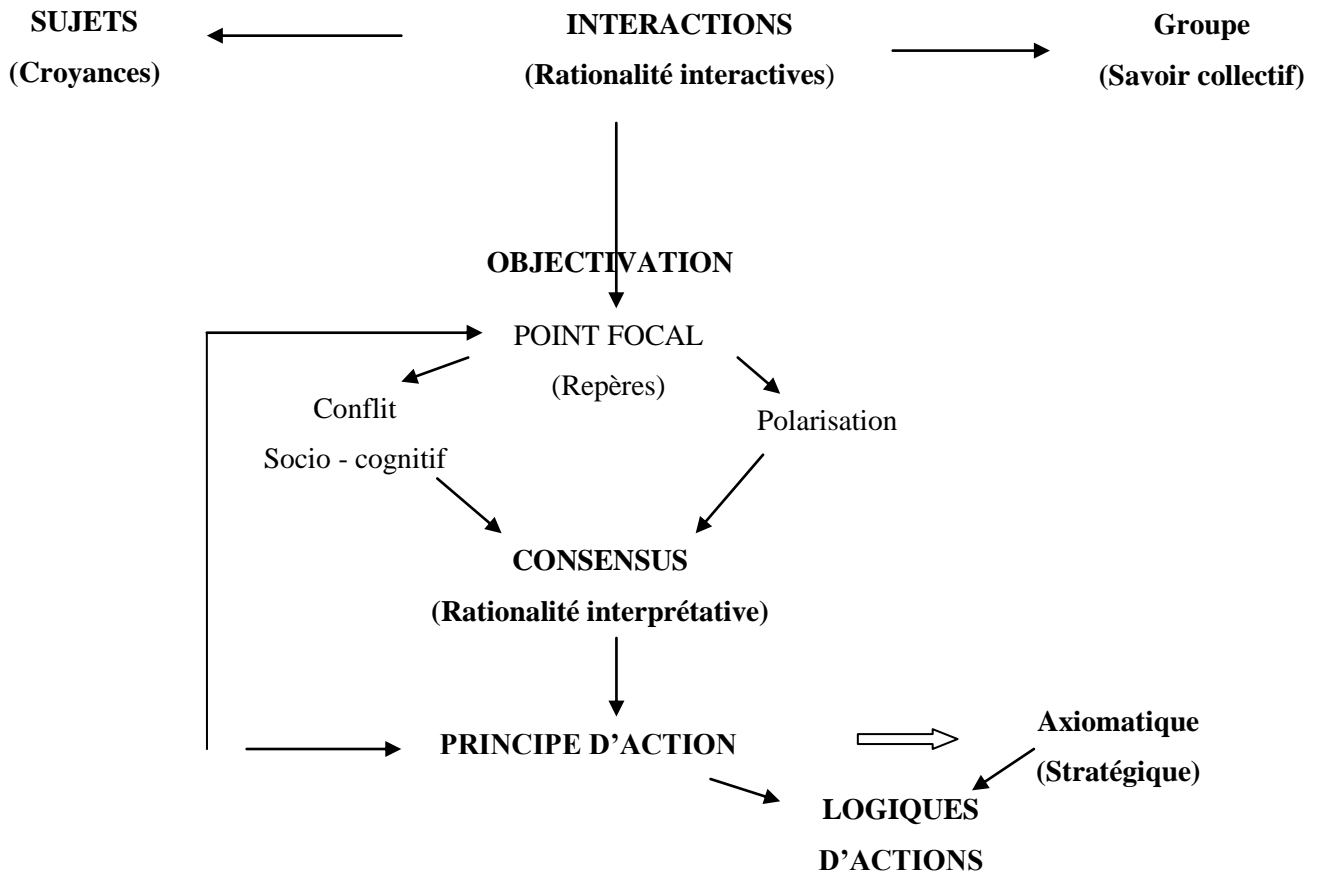 SUJETS
(Croyances)
INTERACTIONS
(Rationalité interactives)
Groupe
(Savoir collectif)
OBJECTIVATION
POINT FOCAL
(Repères)
Conflit
Socio - cognitif
Polarisation
CONSENSUS
(Rationalité interprétative)
PRINCIPE D’ACTION
Axiomatique
(Stratégique)
LOGIQUES
D’ACTIONS